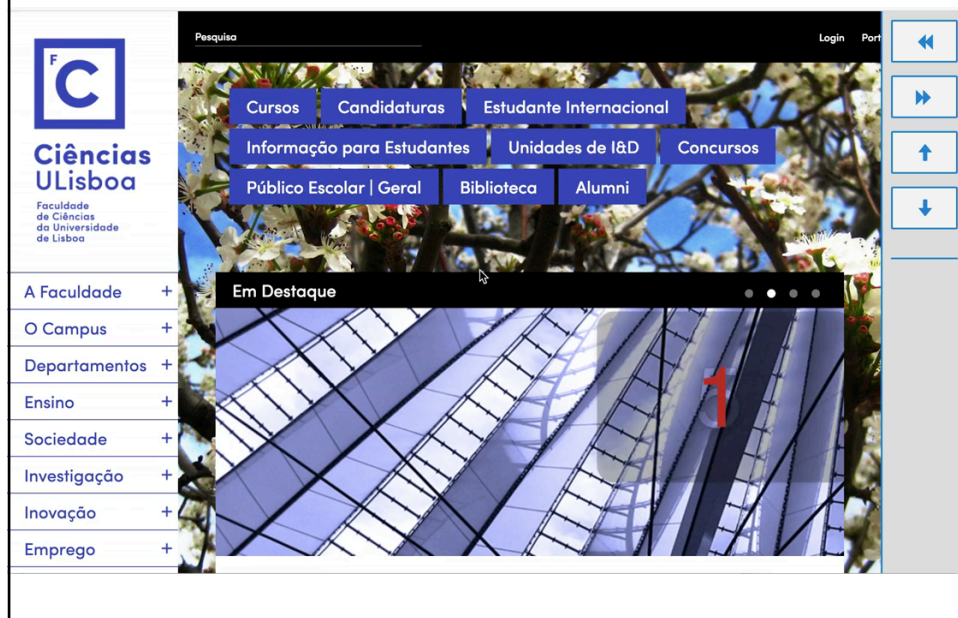 Pesquisa
Login Port
FC
Ciências
ULisboa
Faculdade
de Ciências
da Universidade
de Lisboa
Cursos Candidaturas Estudante Internacional
Informação para Estudantes Unidades de I&D Concursos
Público Escolar | Geral Biblioteca Alumni
A Faculdade +
O Campus +
Departamentos +
Ensino +
Sociedade +
Investigação +
Inovação +
Emprego +
Em Destaque
1